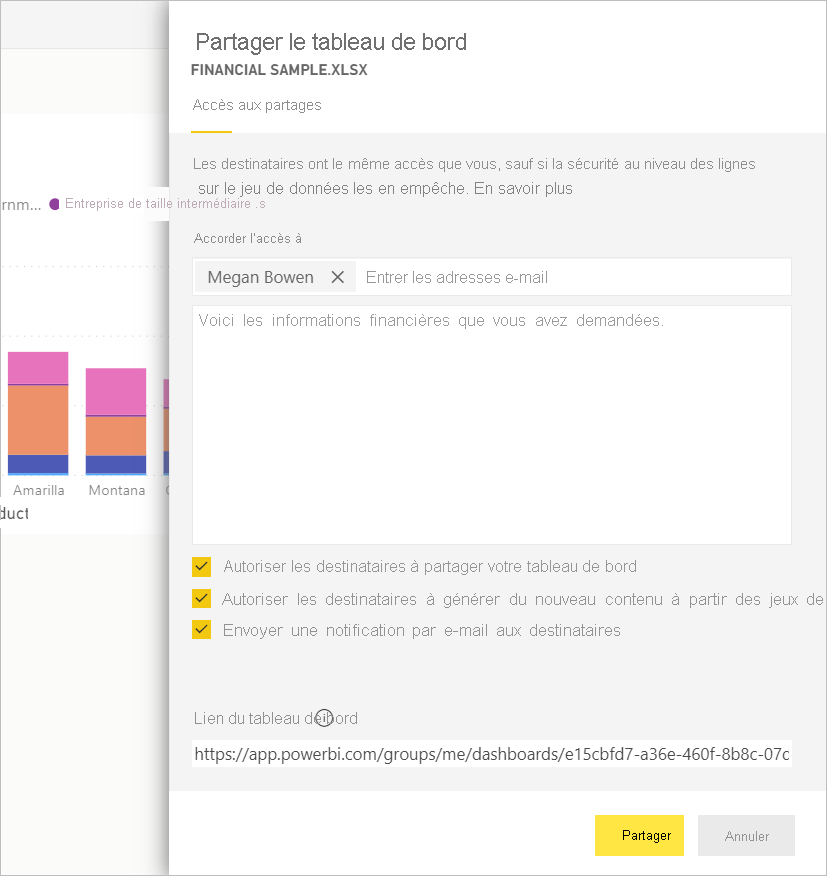 Partager le tableau de bord
FINANCIAL SAMPLE.XLSX
Accès aux partages
Les destinataires ont le même accès que vous, sauf si la sécurité au niveau des lignes
sur le jeu de données les en empêche. En savoir plus
rnm... Entreprise de taille intermédiaire .s
Accorder l'accès à
Megan Bowen Entrer les adresses e-mail
Voici les informations financières que vous avez demandées.
Amarilla Montana
duct
Autoriser les destinataires à partager votre tableau de bord
Autoriser les destinataires à générer du nouveau contenu à partir des jeux de
Envoyer une notification par e-mail aux destinataires
Lien du tableau de bord
https://app.powerbi.com/groups/me/dashboards/e15cbfd7-a36e-460f-8b8c-07c
Partager Annuler